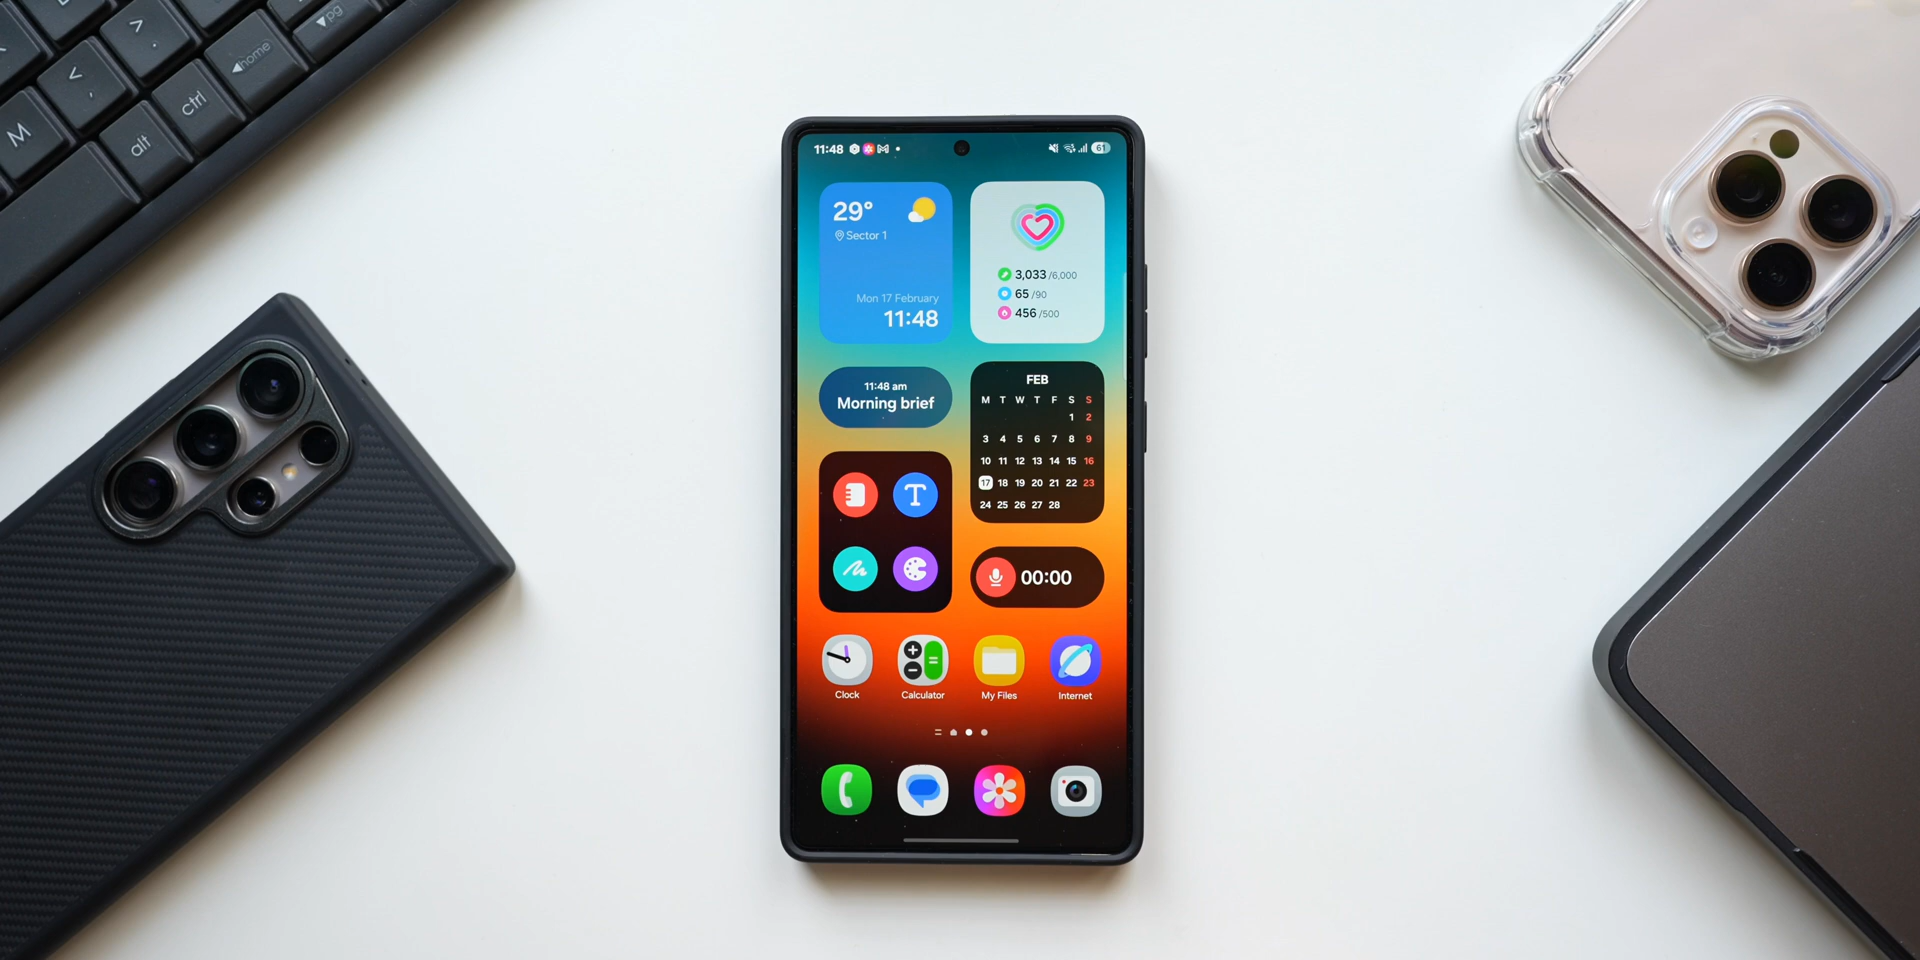 pg
home
ctrl
alt
M
11:48
61
29°
Sector 1
Mon 17 February
11:48
3,033/6,000
65/90
456/500
11:48 am
Morning brief
FEB
M T W T F S S
1 2
3 4 5 6 7 8 9
10 11 12 13 14 15 16
17 18 19 20 21 22 23
24 25 26 27 28
T
00:00
Clock
Calculator
My Files
Internet